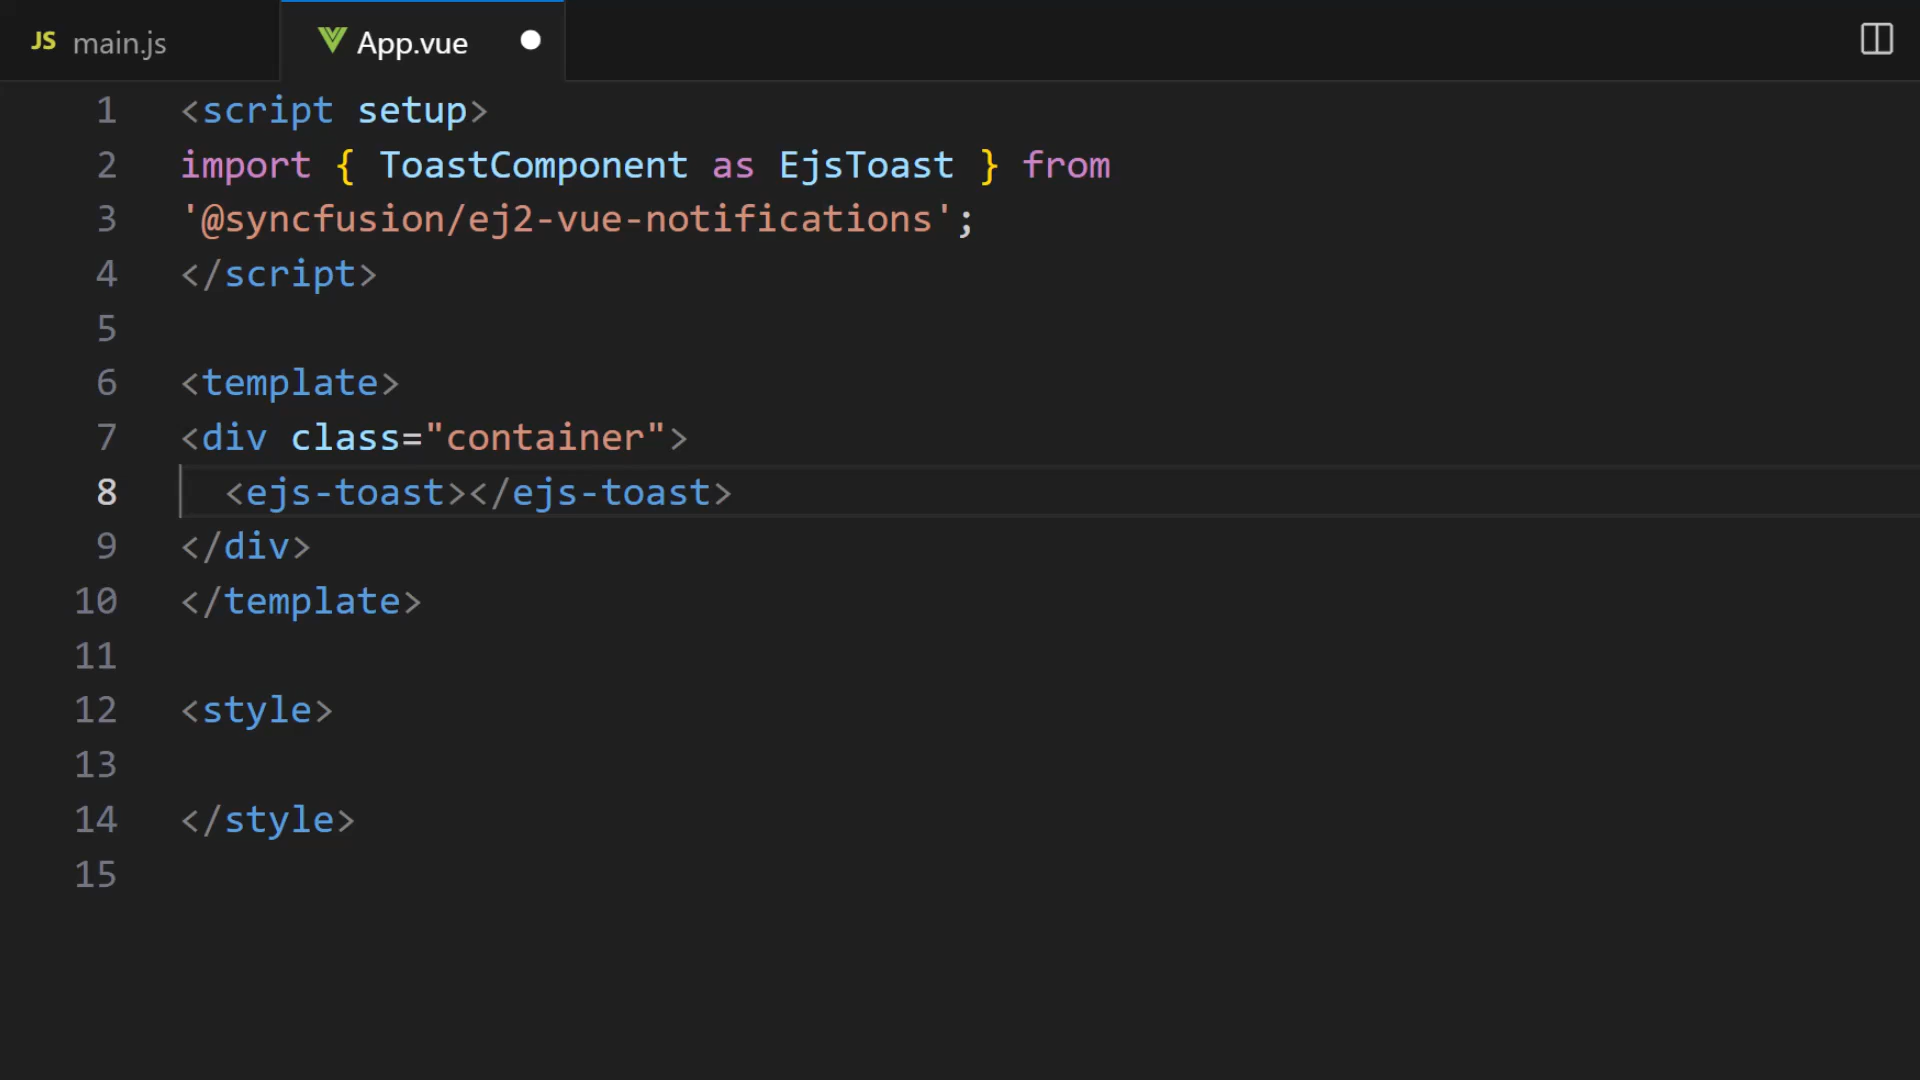 JS main.js App.vue
1 <script setup>
2 import { ToastComponent as EjsToast } from
3 '@syncfusion/ej2-vue-notifications';
4 </script>
5
6 <template>
7 <div class="container">
8 <ejs-toast></ejs-toast>
9 </div>
10 </template>
11
12 <style>
13
14 </style>
15